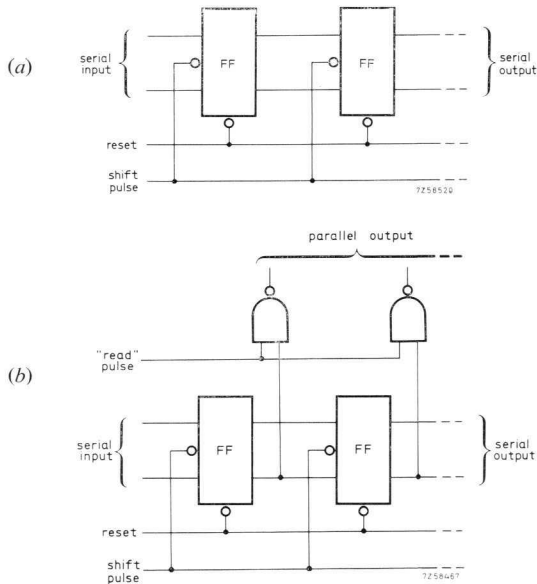 (a)
serial
input
FF
FF
serial
output
reset
shift
pulse
7Z58520
parallel output
(b)
"read"
pulse
serial
input
FF
FF
serial
output
reset
shift
pulse
7Z58467